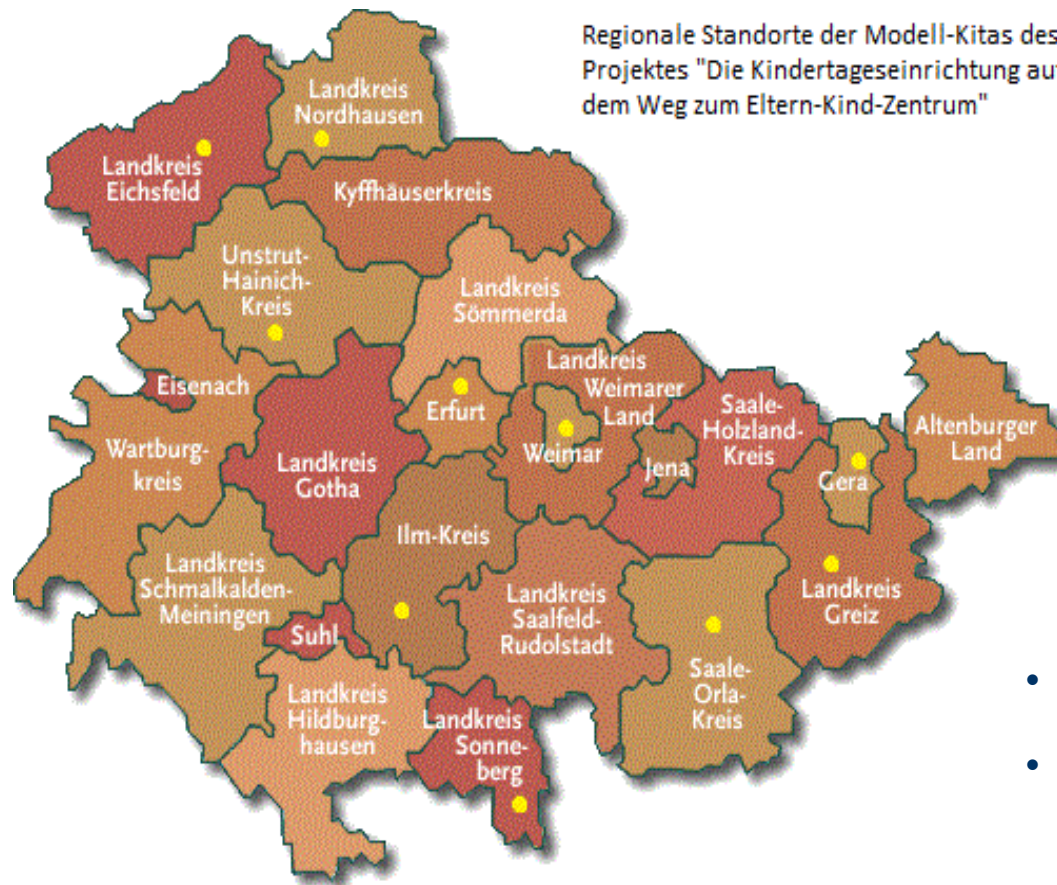 Regionale Standorte der Modell-Kitas des
Projektes "Die Kindertageseinrichtung auf
dem Weg zum Eltern-Kind-Zentrum"
Landkreis
Nordhausen
Landkreis
Eichsfeld
Kyffhäuserkreis
Unstrut-
Hainich-
Kreis
Landkreis
Sömmerda
Landkreis
Weimarer
Land
Eisenach
Erfurt
Weimar
Jena
Saale-
Holzland-
Kreis
Gera
Altenburger
Land
Wartburg-
kreis
Landkreis
Gotha
Ilm-Kreis
Landkreis
Schmalkalden-
Meiningen
Suhl
Landkreis
Saalfeld-
Rudolstadt
Landkreis
Greiz
Saale-
Orla-
Kreis
Landkreis
Hildburg-
hausen
Landkreis
Sonne-
berg